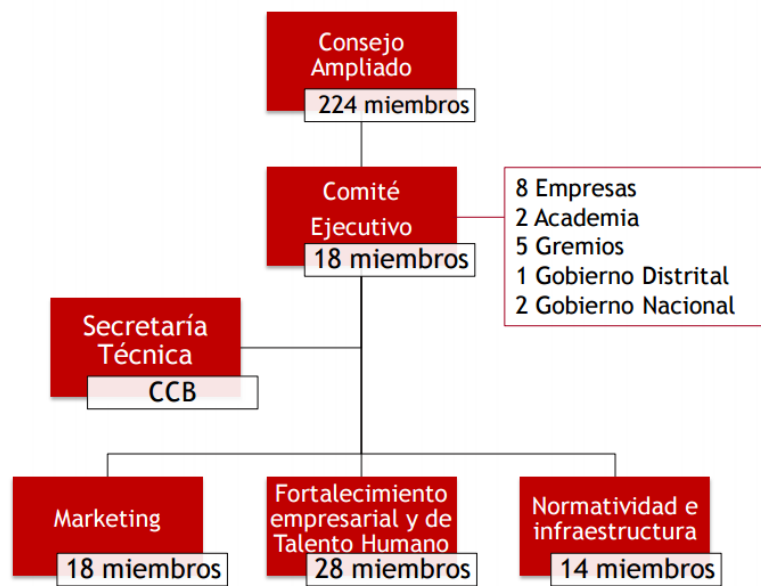 Consejo
Ampliado
224 miembros
Comité
Ejecutivo
18 miembros
8 Empresas
2 Academia
5 Gremios
1 Gobierno Distrital
2 Gobierno Nacional
Secretaría
Técnica
CCB
Marketing
18 miembros
Fortalecimiento
empresarial y de
Talento Humano
28 miembros
Normatividad e
infraestructura
14 miembros